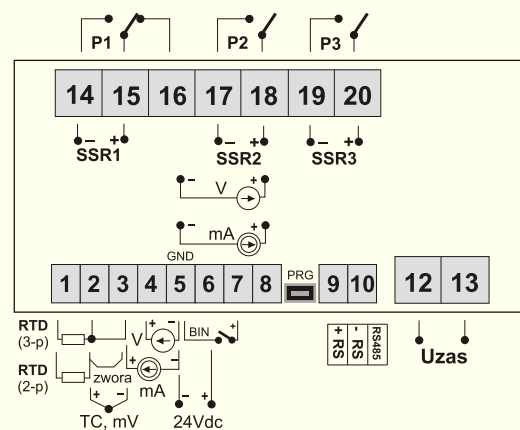 P1 P2 P3
14 15 16 17 18 19 20
- + - + - +
SSR1 SSR2 SSR3
- V +
- mA +
GND
1 2 3 4 5 6 7 8 PRG 9 10 12 13
RTD
(3-p)
V + -
BIN +
+ RS
- RS
RS485
Uzas
RTD
(2-p)
zwora
+ -
mA
+ - - +
TC, mV 24Vdc